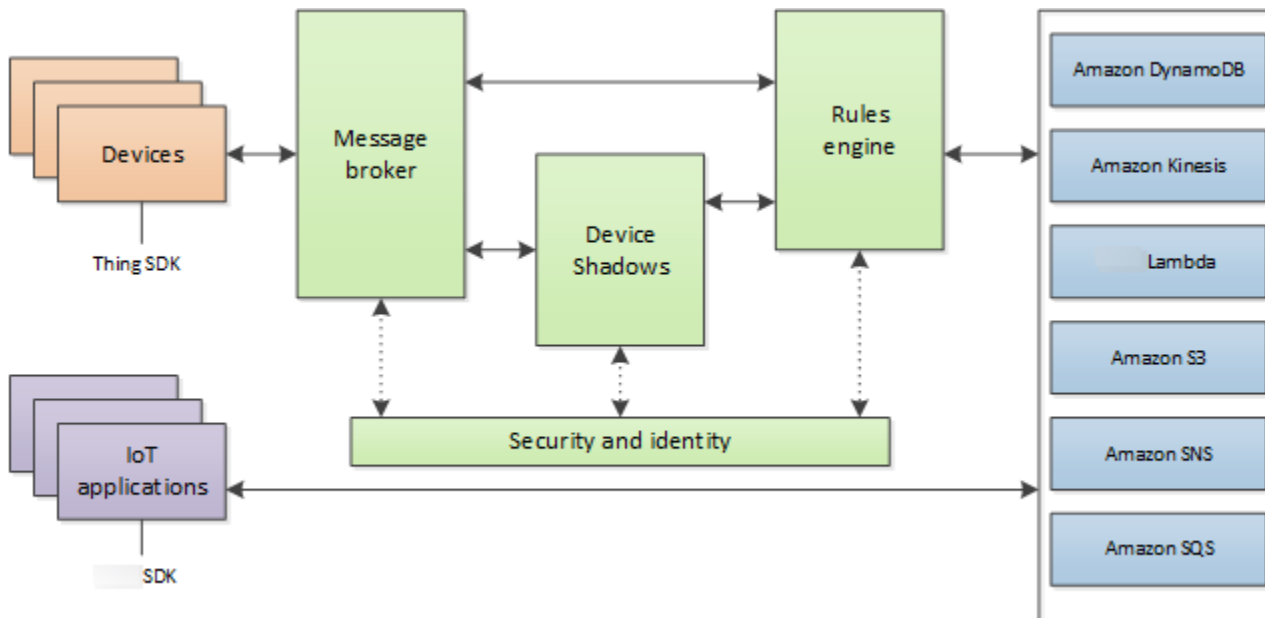 Devices
Thing SDK
Message
broker
Device
Shadows
Rules
engine
Security and identity
IoT
applications
SDK
Amazon DynamoDB
Amazon Kinesis
Lambda
Amazon S3
Amazon SNS
Amazon SQS